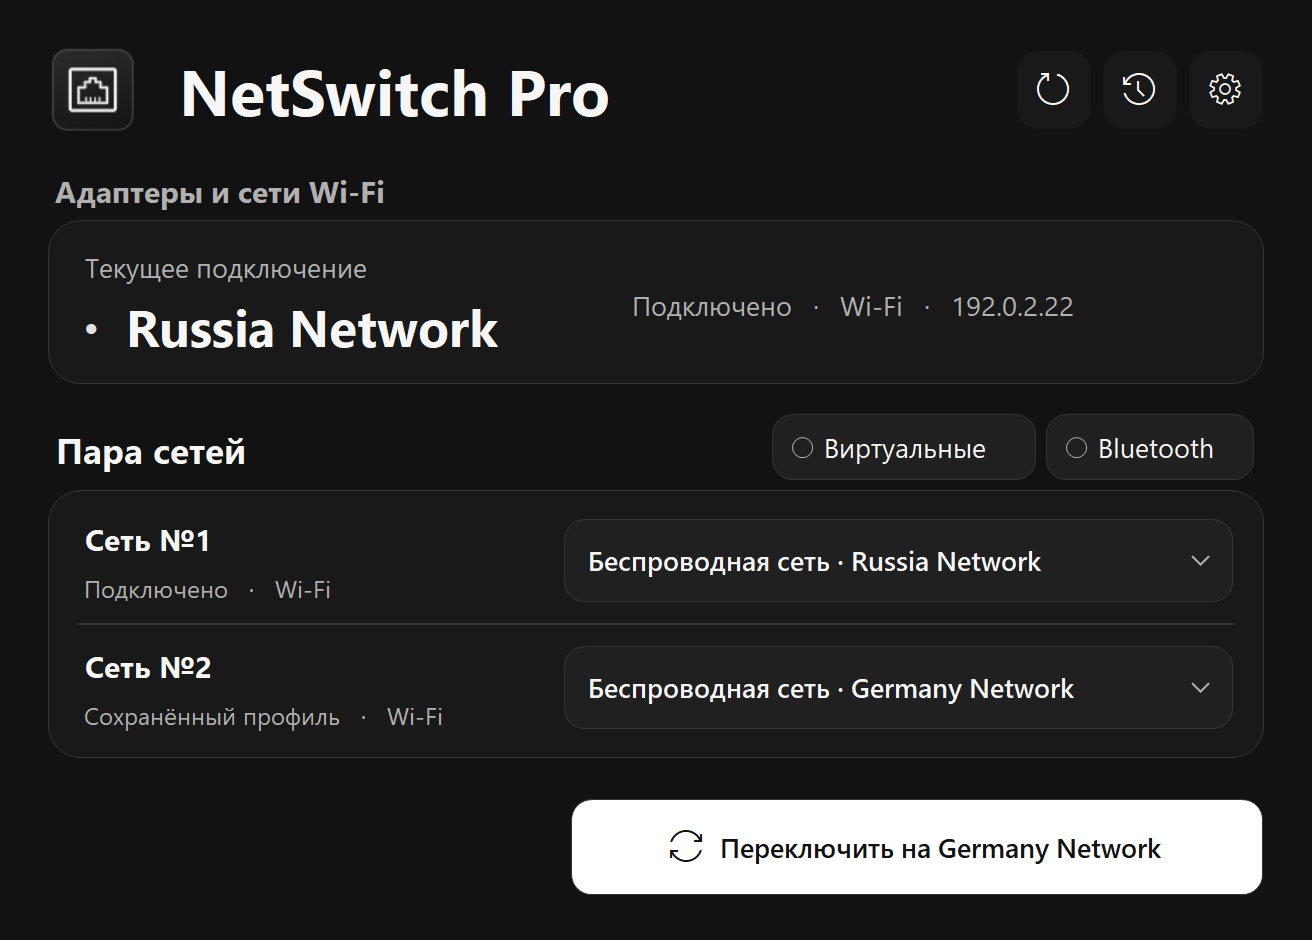 NetSwitch Pro
Адаптеры и сети Wi-Fi
Текущее подключение
• Russia Network
Подключено · Wi-Fi · 192.0.2.22
Пара сетей
Виртуальные
Bluetooth
Сеть №1
Подключено · Wi-Fi
Беспроводная сеть · Russia Network
Сеть №2
Сохранённый профиль · Wi-Fi
Беспроводная сеть · Germany Network
Переключить на Germany Network